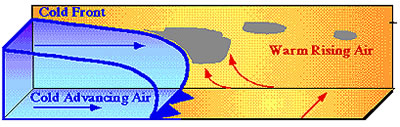 Cold Front
Warm Rising Air
Cold Advancing Air